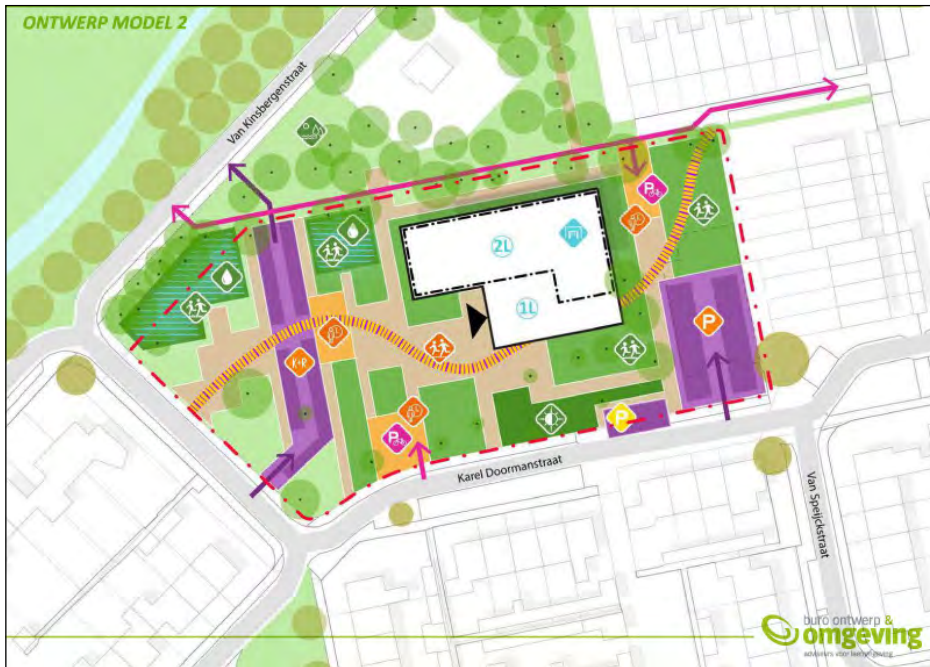 ONTWERP MODEL 2
Van Kinsbergenstraat
P
2L
1L
P
K+R
P
P
Karel Doormanstraat
Van Speijckstraat
buro ontwerp &
omgeving
adviseurs voor leefomgeving